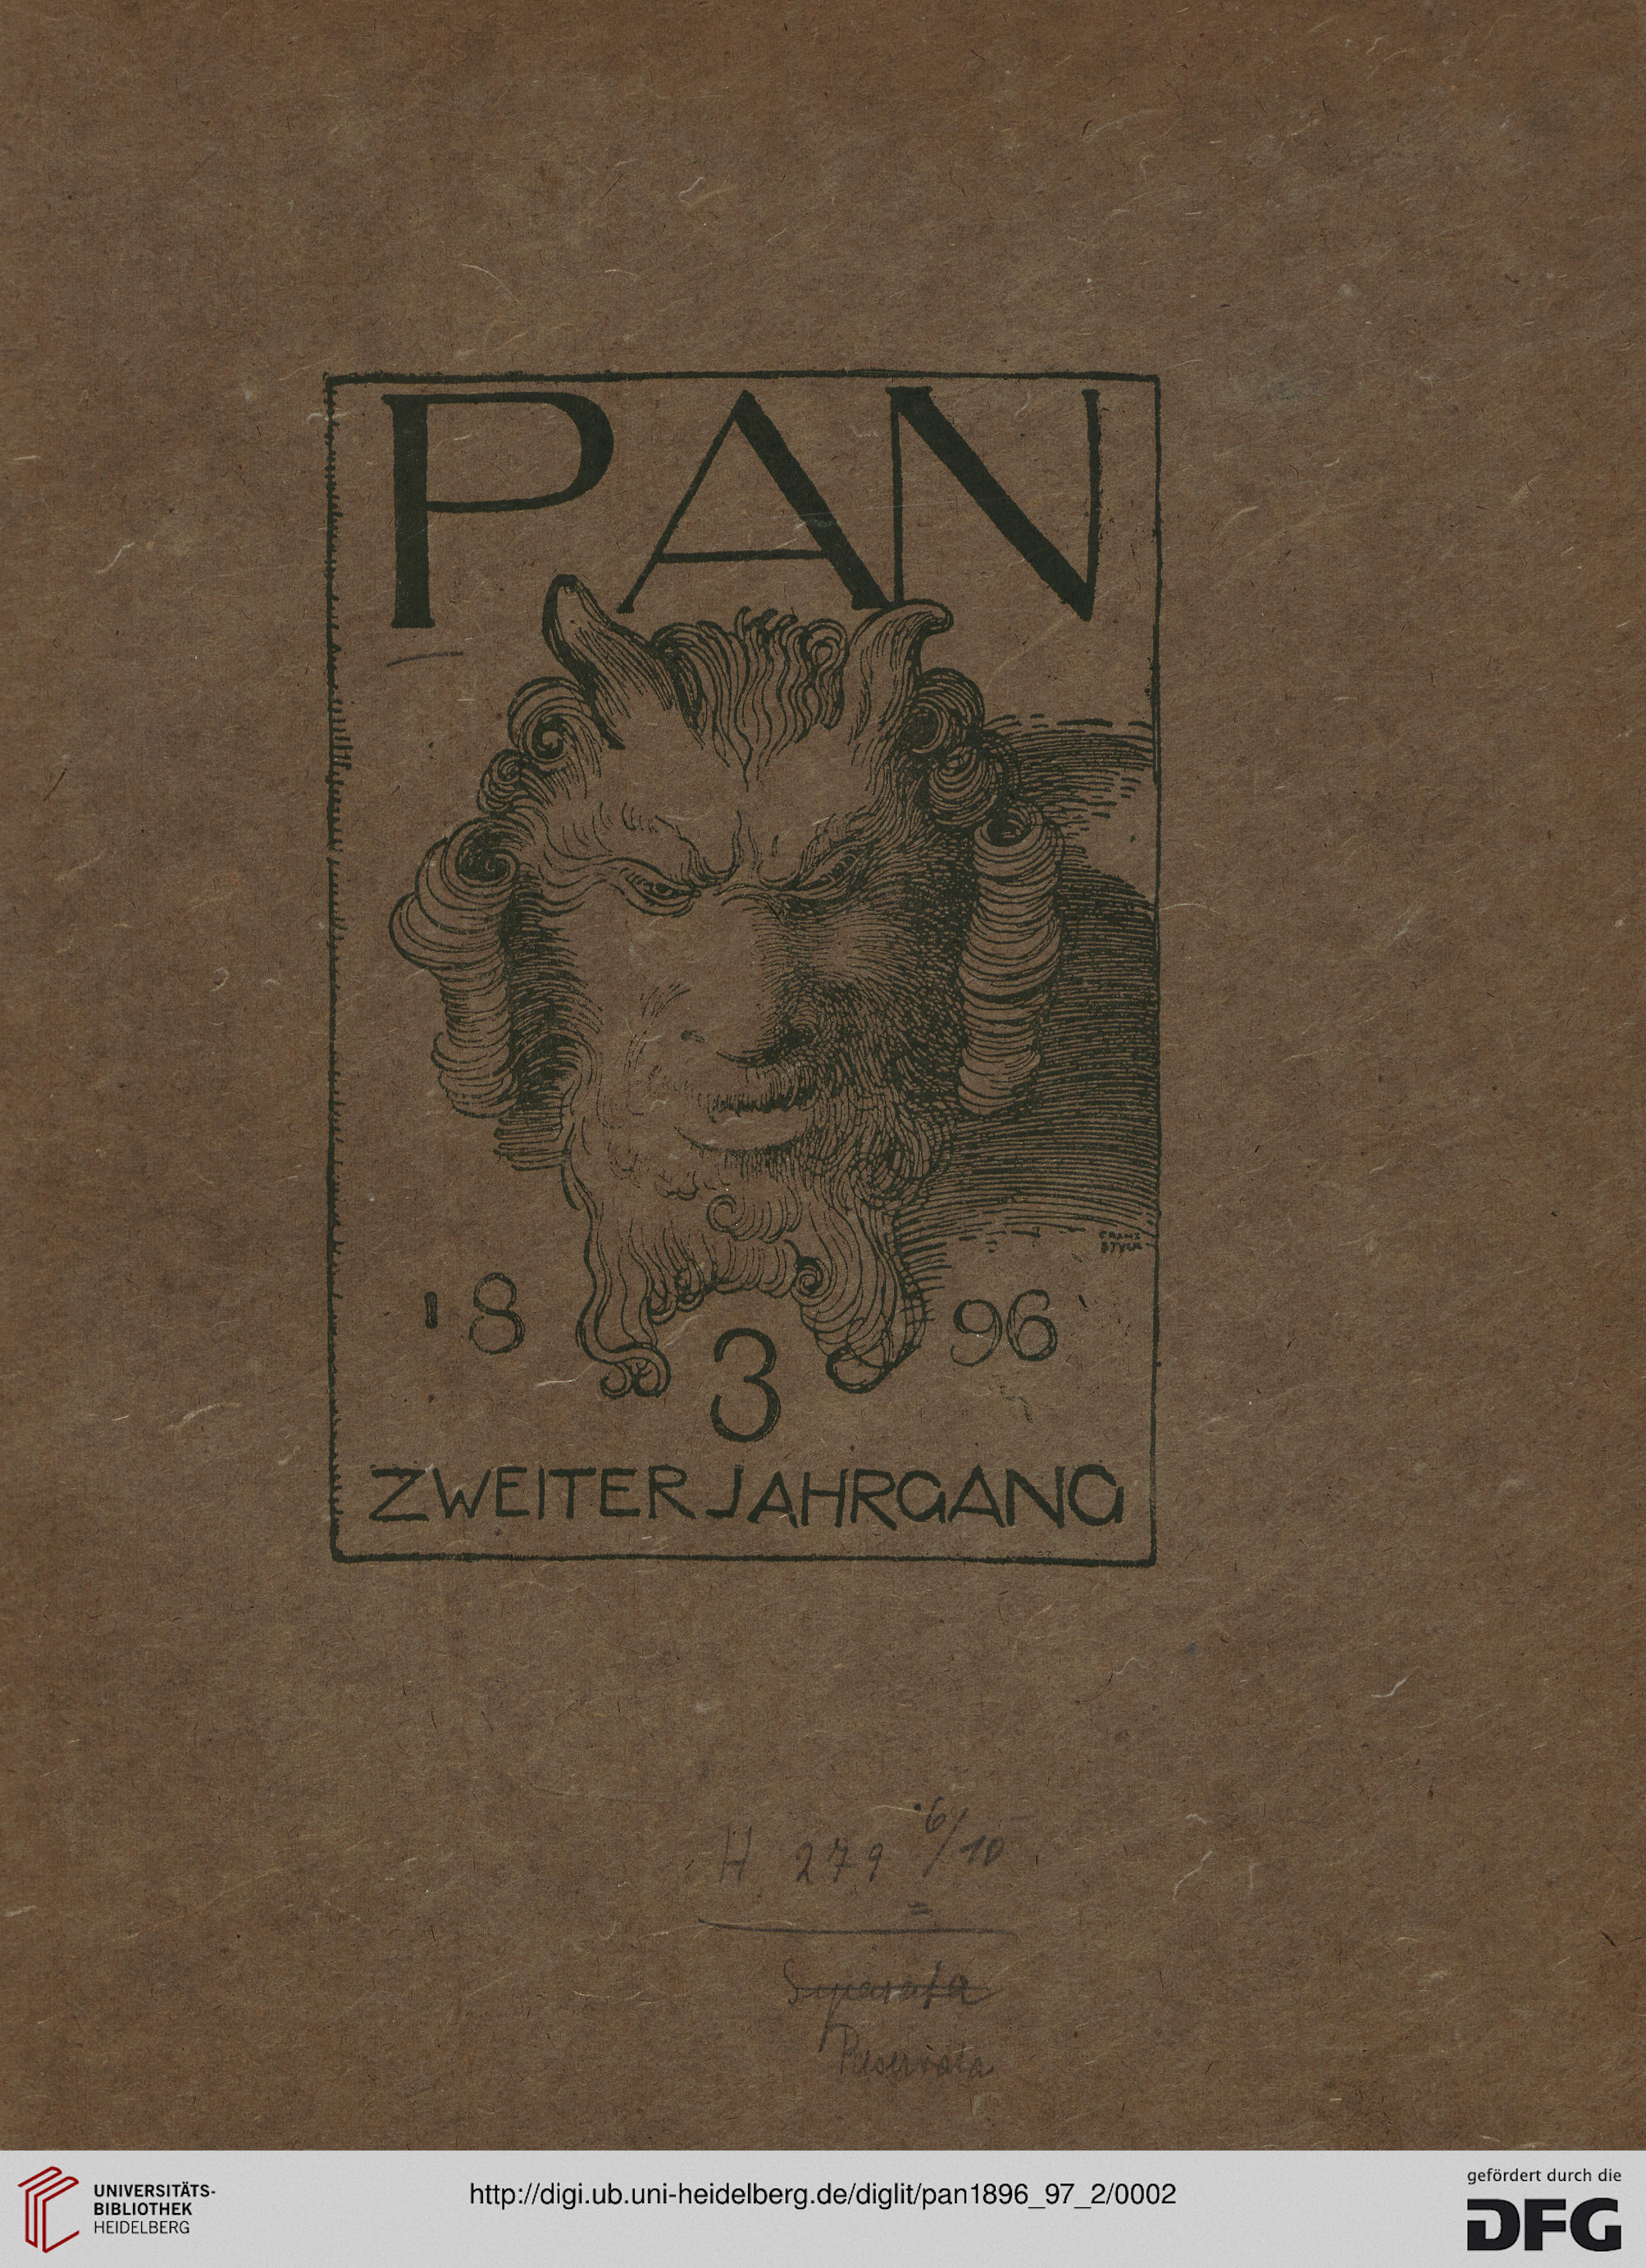 PAN
FRANZ
STVCK
18 96
3
ZWEITER JAHRGANG
H 279 6/10
=
Separata
Reservata
UNIVERSITÄTS-
BIBLIOTHEK
HEIDELBERG
http://digi.ub.uni-heidelberg.de/diglit/pan1896_97_2/0002
gefördert durch die
DFG